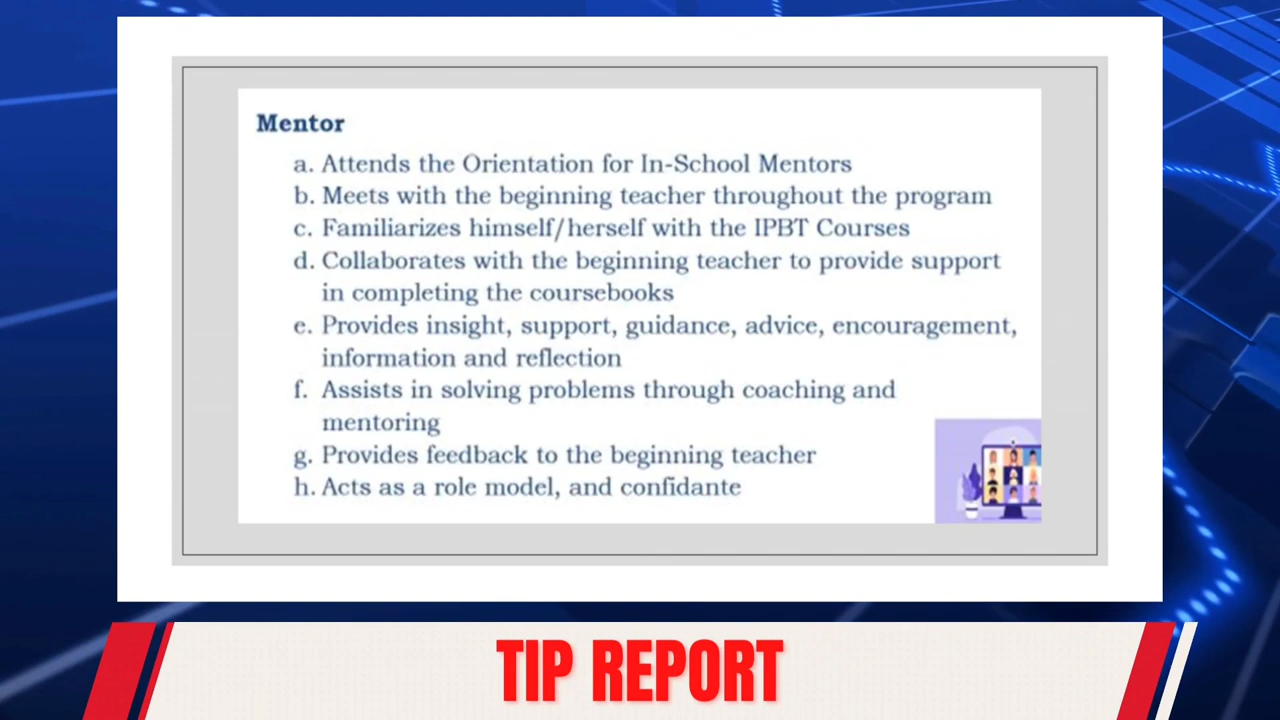 Mentor
a. Attends the Orientation for In-School Mentors
b. Meets with the beginning teacher throughout the program
c. Familiarizes himself/herself with the IPBT Courses
d. Collaborates with the beginning teacher to provide support
in completing the coursebooks
e. Provides insight, support, guidance, advice, encouragement,
information and reflection
f. Assists in solving problems through coaching and
mentoring
g. Provides feedback to the beginning teacher
h. Acts as a role model, and confidante
TIP REPORT